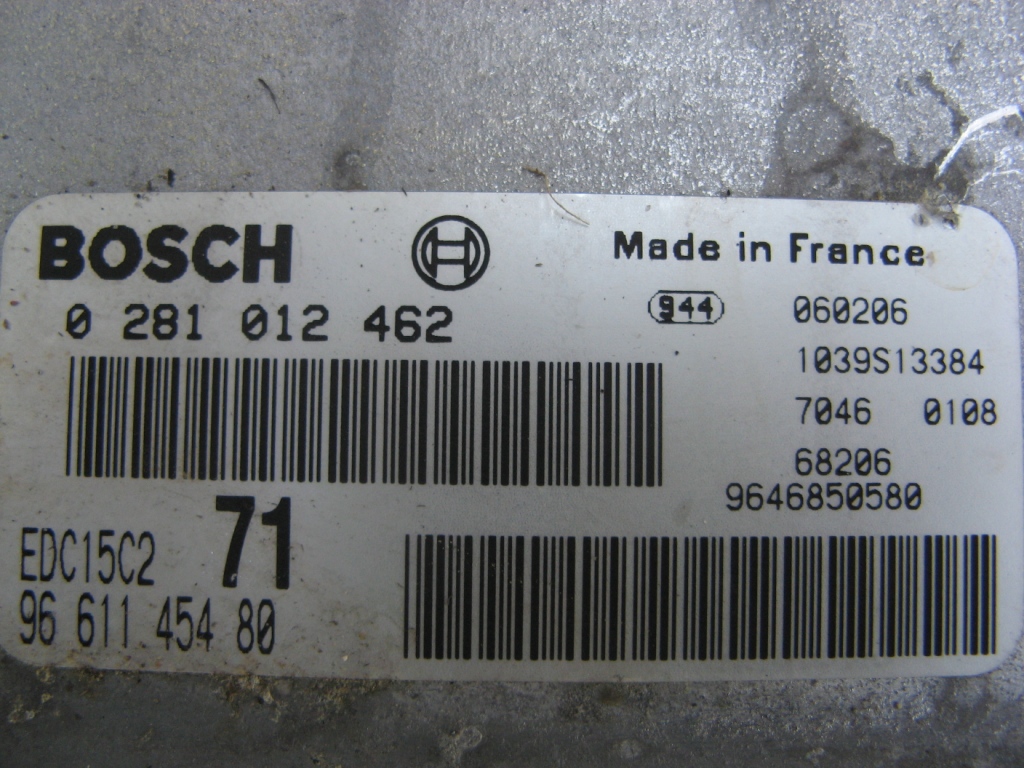 BOSCH
Made in France
0 281 012 462
944 060206
1039S13384
7046 0108
68206
9646850580
71
EDC15C2
96 611 454 80